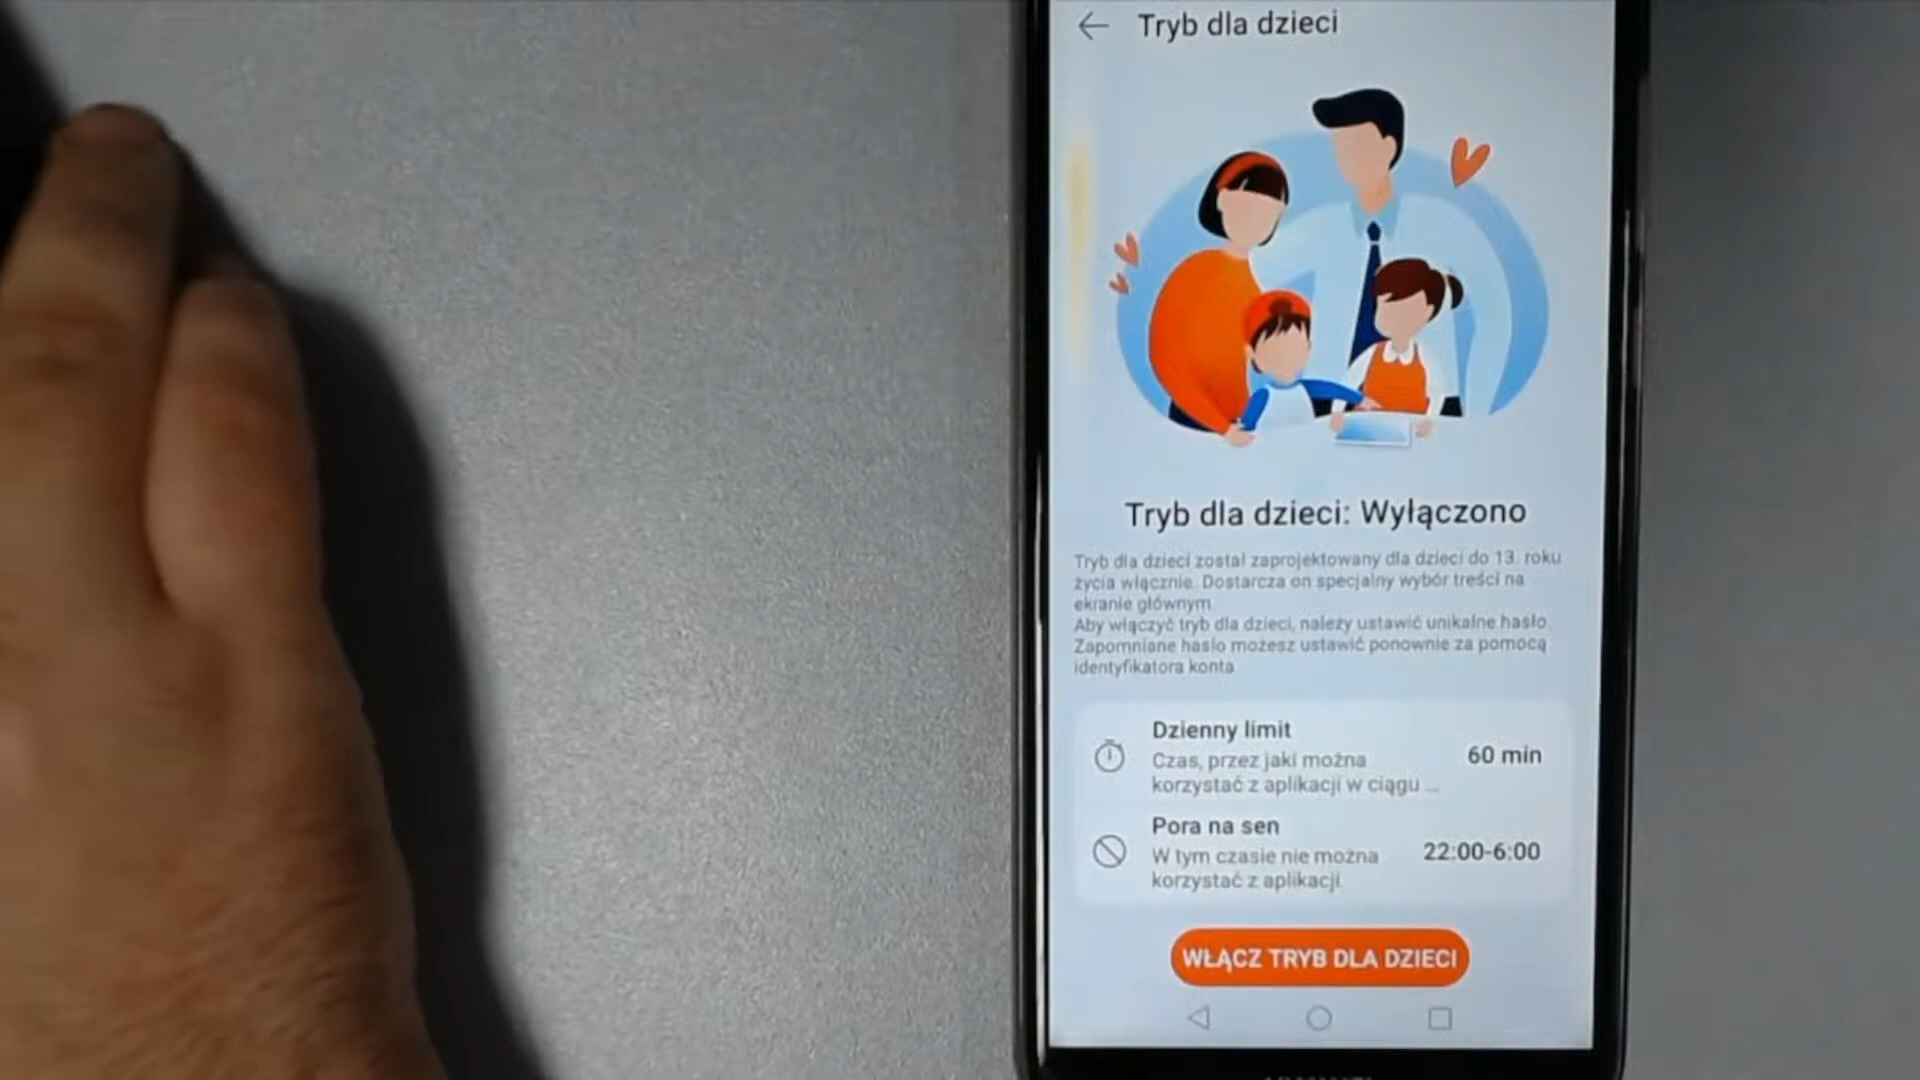 Tryb dla dzieci
Tryb dla dzieci: Wyłączono
Tryb dla dzieci został zaprojektowany dla dzieci do 13. roku
życia włącznie. Dostarcza on specjalny wybór treści na
ekranie głównym.
Aby włączyć tryb dla dzieci, należy ustawić unikalne hasło.
Zapomniane hasło możesz ustawić ponownie za pomocą
identyfikatora konta.
Dzienny limit
Czas, przez jaki można
korzystać z aplikacji w ciągu ...
60 min
Pora na sen
W tym czasie nie można
korzystać z aplikacji.
22:00-6:00
WŁĄCZ TRYB DLA DZIECI